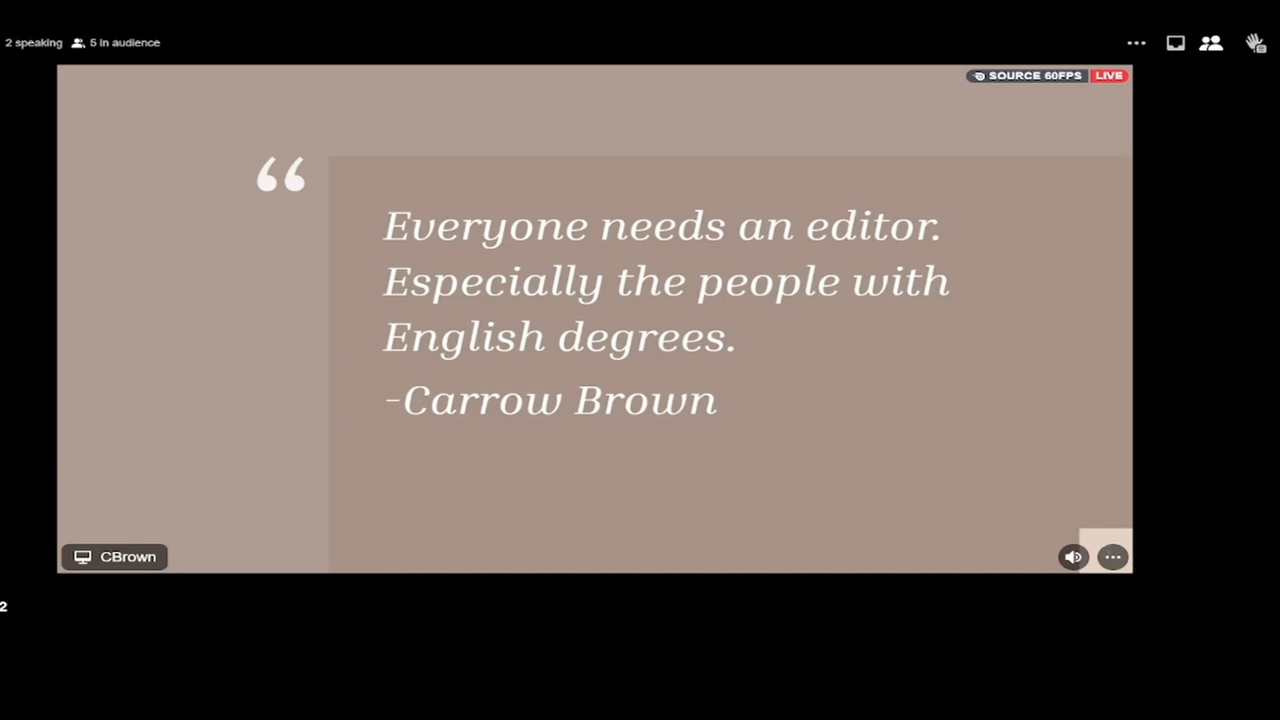 2 speaking 5 in audience
SOURCE 60FPS LIVE
“
Everyone needs an editor.
Especially the people with
English degrees.
-Carrow Brown
CBrown
2